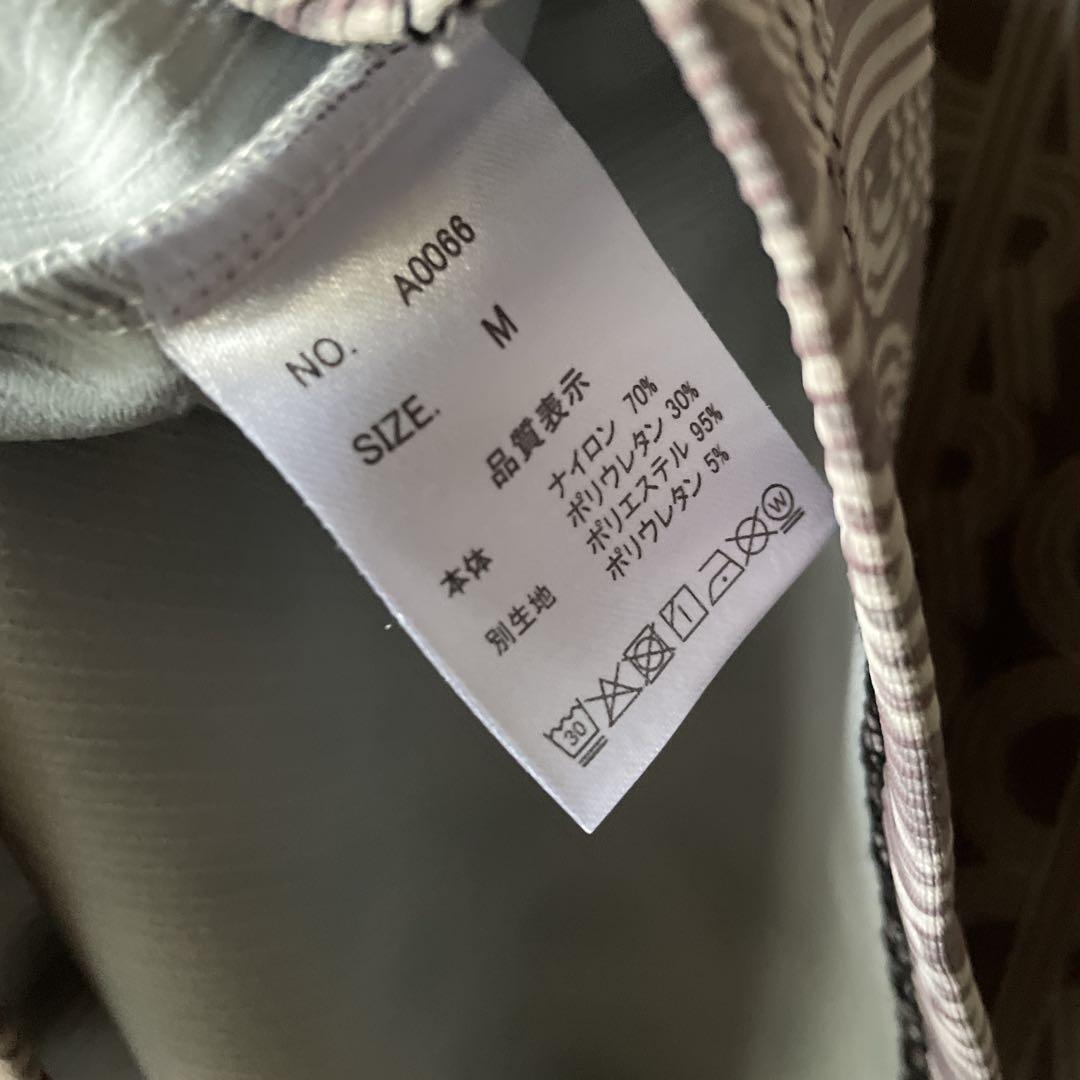 NO. A0066
SIZE. M
品質表示
本体 ナイロン 70%
ポリウレタン 30%
別生地 ポリエステル 95%
ポリウレタン 5%
30 W